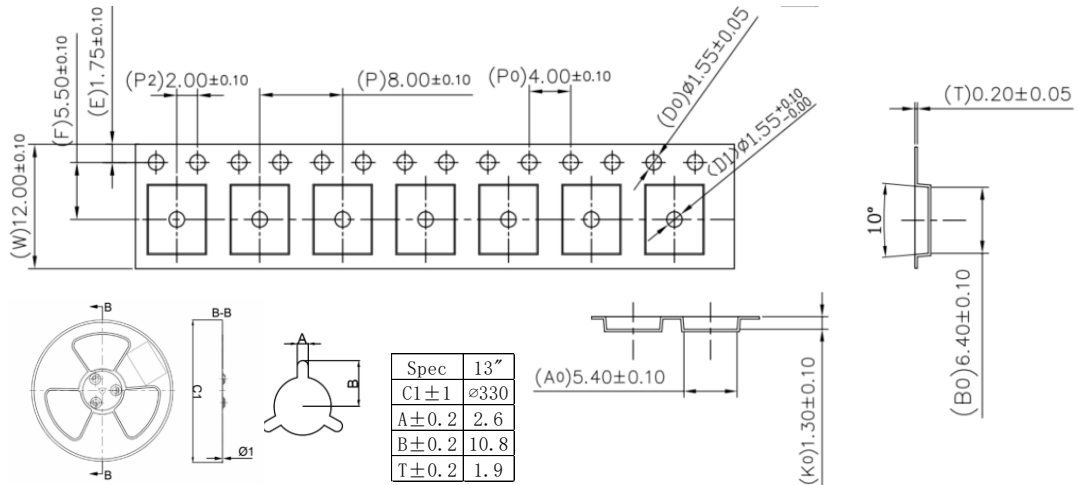 (W)12.00±0.10
(F)5.50±0.10
(E)1.75±0.10
(P2)2.00±0.10
(P)8.00±0.10
(P0)4.00±0.10
(D0)ø1.55±0.05
(D1)ø1.55+0.10-0.00
(T)0.20±0.05
10°
(B0)6.40±0.10
(A0)5.40±0.10
(K0)1.30±0.10
B
B
B-B
C1
Ø1
A
B
Spec 13″
C1±1 ⌀330
A±0.2 2.6
B±0.2 10.8
T±0.2 1.9